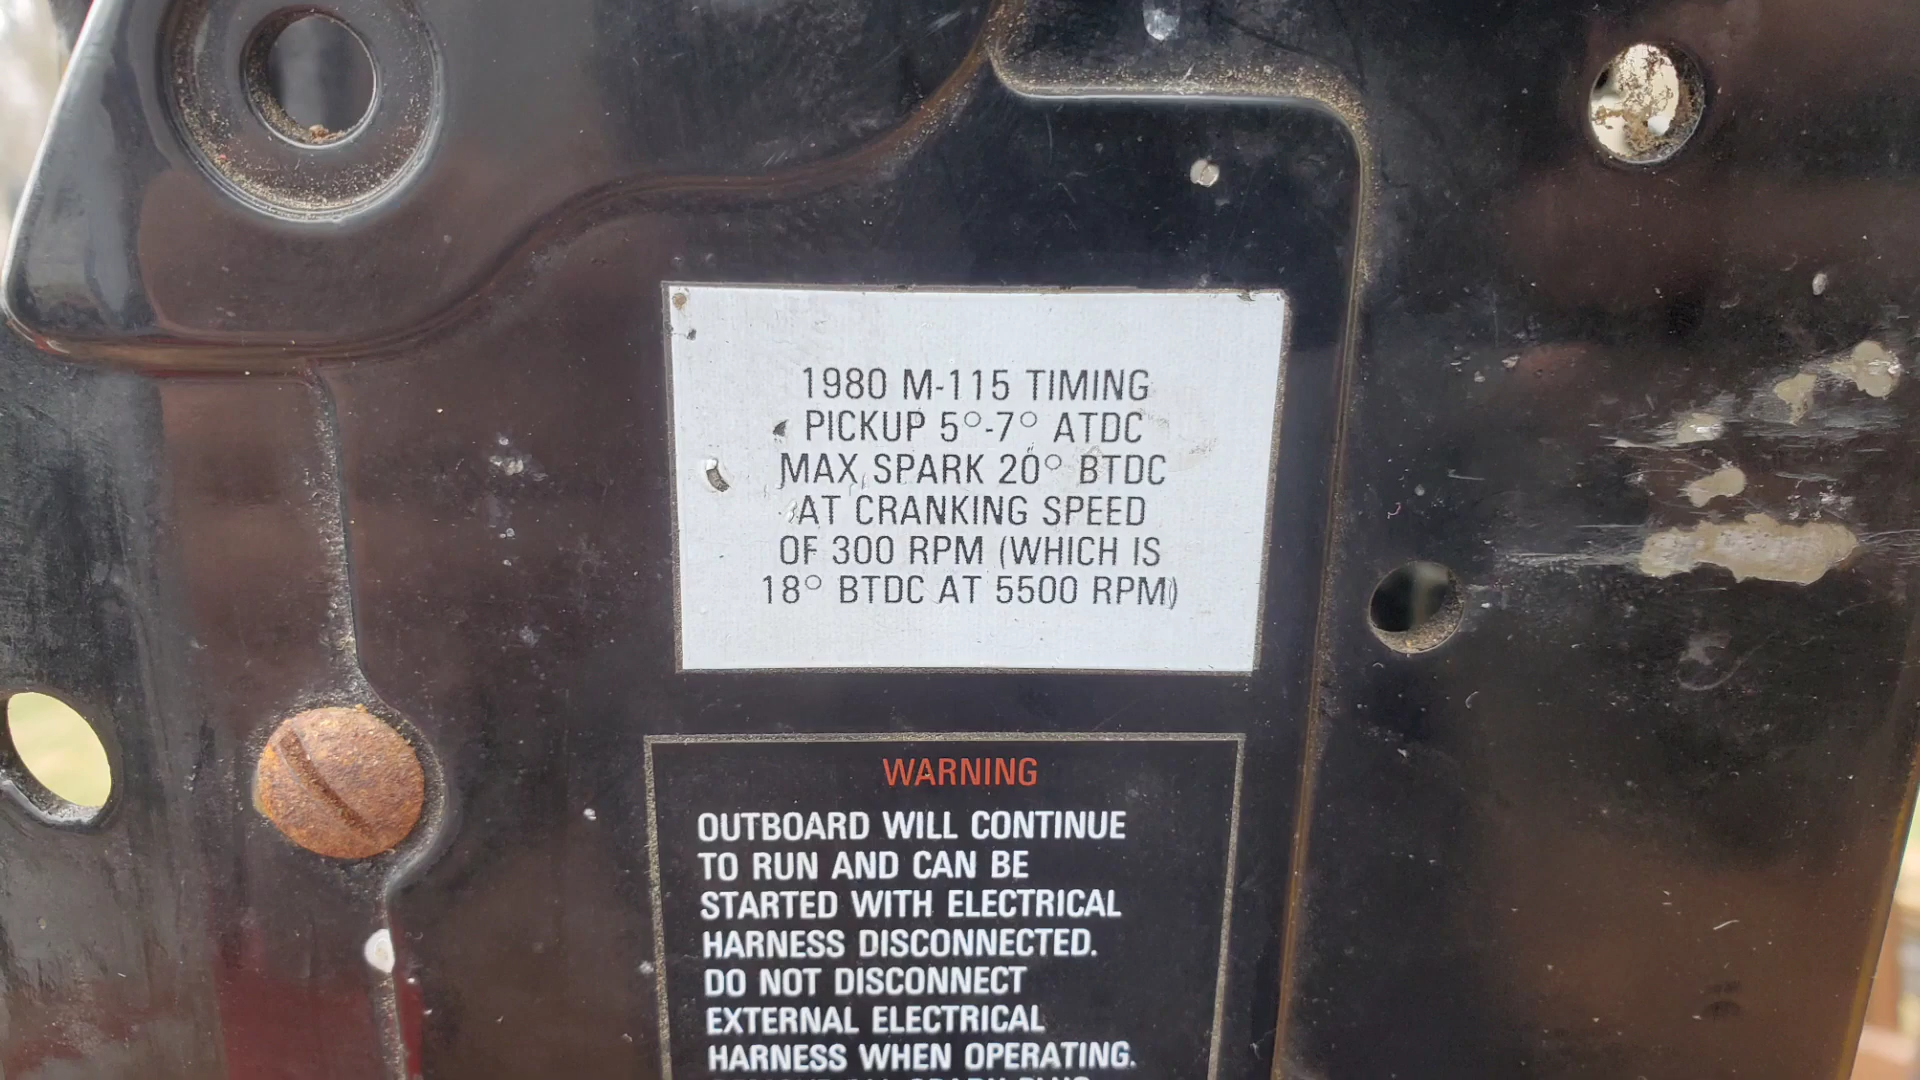 1980 M-115 TIMING
PICKUP 5°-7° ATDC
MAX SPARK 20° BTDC
AT CRANKING SPEED
OF 300 RPM (WHICH IS
18° BTDC AT 5500 RPM)
WARNING
OUTBOARD WILL CONTINUE
TO RUN AND CAN BE
STARTED WITH ELECTRICAL
HARNESS DISCONNECTED.
DO NOT DISCONNECT
EXTERNAL ELECTRICAL
HARNESS WHEN OPERATING.